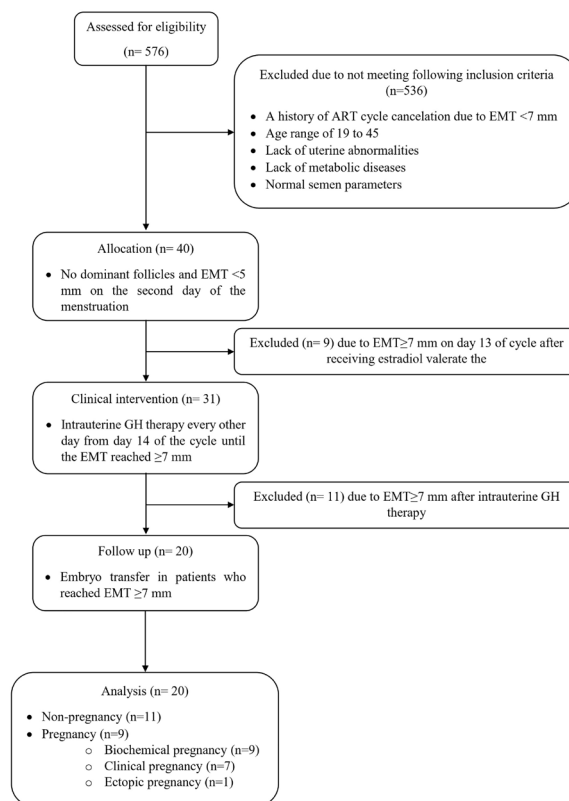 Assessed for eligibility
(n= 576)
Excluded due to not meeting following inclusion criteria
(n=536)
• A history of ART cycle cancelation due to EMT <7 mm
• Age range of 19 to 45
• Lack of uterine abnormalities
• Lack of metabolic diseases
• Normal semen parameters
Allocation (n= 40)
• No dominant follicles and EMT <5
mm on the second day of the
menstruation
Excluded (n= 9) due to EMT≥7 mm on day 13 of cycle after
receiving estradiol valerate the
Clinical intervention (n= 31)
• Intrauterine GH therapy every other
day from day 14 of the cycle until
the EMT reached ≥7 mm
Excluded (n= 11) due to EMT≥7 mm after intrauterine GH
therapy
Follow up (n= 20)
• Embryo transfer in patients who
reached EMT ≥7 mm
Analysis (n= 20)
• Non-pregnancy (n=11)
• Pregnancy (n=9)
o Biochemical pregnancy (n=9)
o Clinical pregnancy (n=7)
o Ectopic pregnancy (n=1)